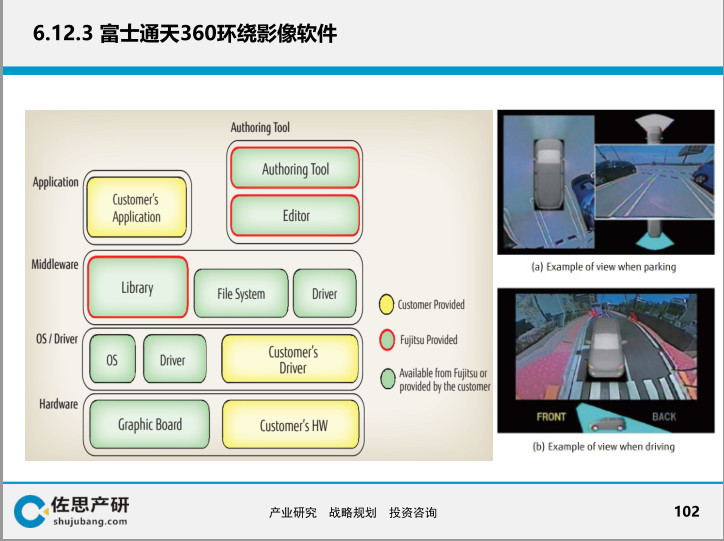 6.12.3 富士通天360环绕影像软件
Authoring Tool
Authoring Tool
Editor
Application
Customer's
Application
Middleware
Library
File System
Driver
OS / Driver
OS
Driver
Customer's
Driver
Hardware
Graphic Board
Customer's HW
Customer Provided
Fujitsu Provided
Available from Fujitsu or
provided by the customer
(a) Example of view when parking
FRONT
BACK
(b) Example of view when driving
佐思产研
shujubang.com
产业研究 战略规划 投资咨询
102